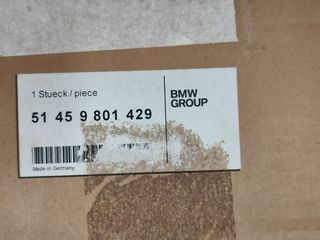 1 Stueck / piece
51 45 9 801 429
Made in Germany
BMW
GROUP